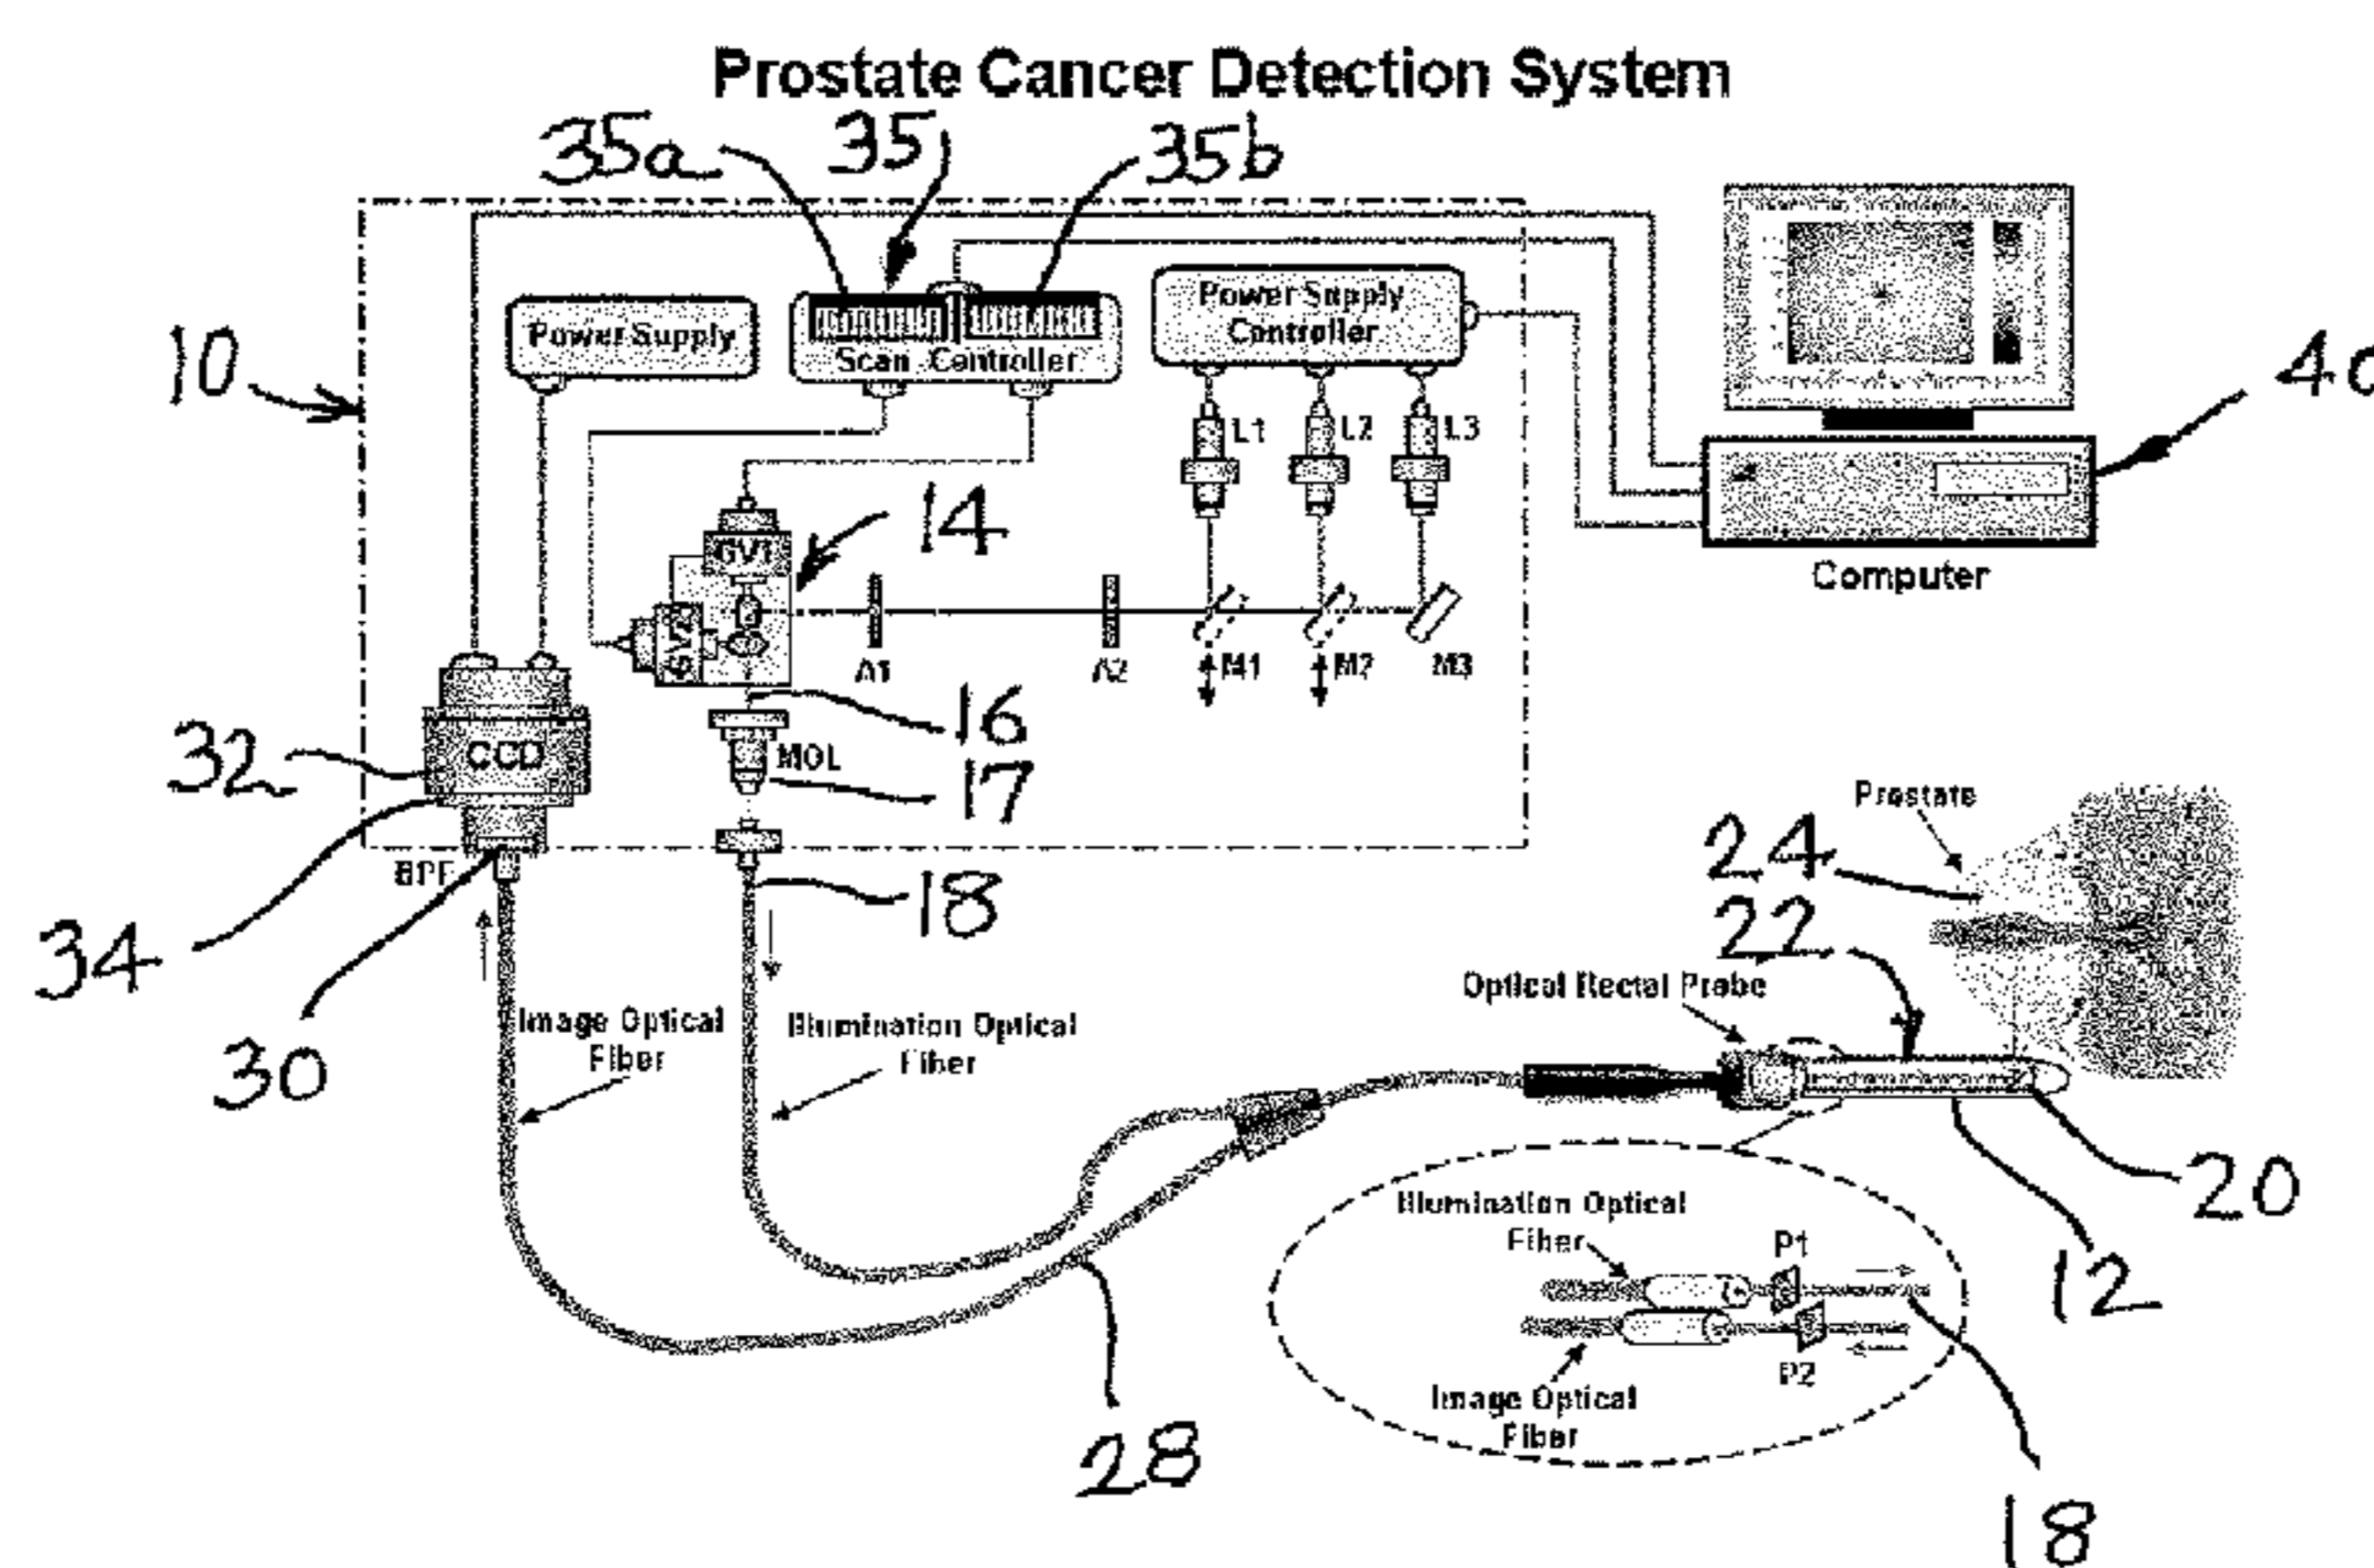 Prostate Cancer Detection System
35a
35
35b
10
Power Supply
Scan Controller
Power Supply
Controller
40
L1
L2
L3
14
GV1
GV2
A1
A2
M1
M2
M3
Computer
16
32
CCD
MOL
17
Prostate
24
BPF
18
22
34
Optical Rectal Probe
30
Image Optical
Fiber
Illumination Optical
Fiber
20
Illumination Optical
Fiber
P1
12
P2
Image Optical
Fiber
28
18